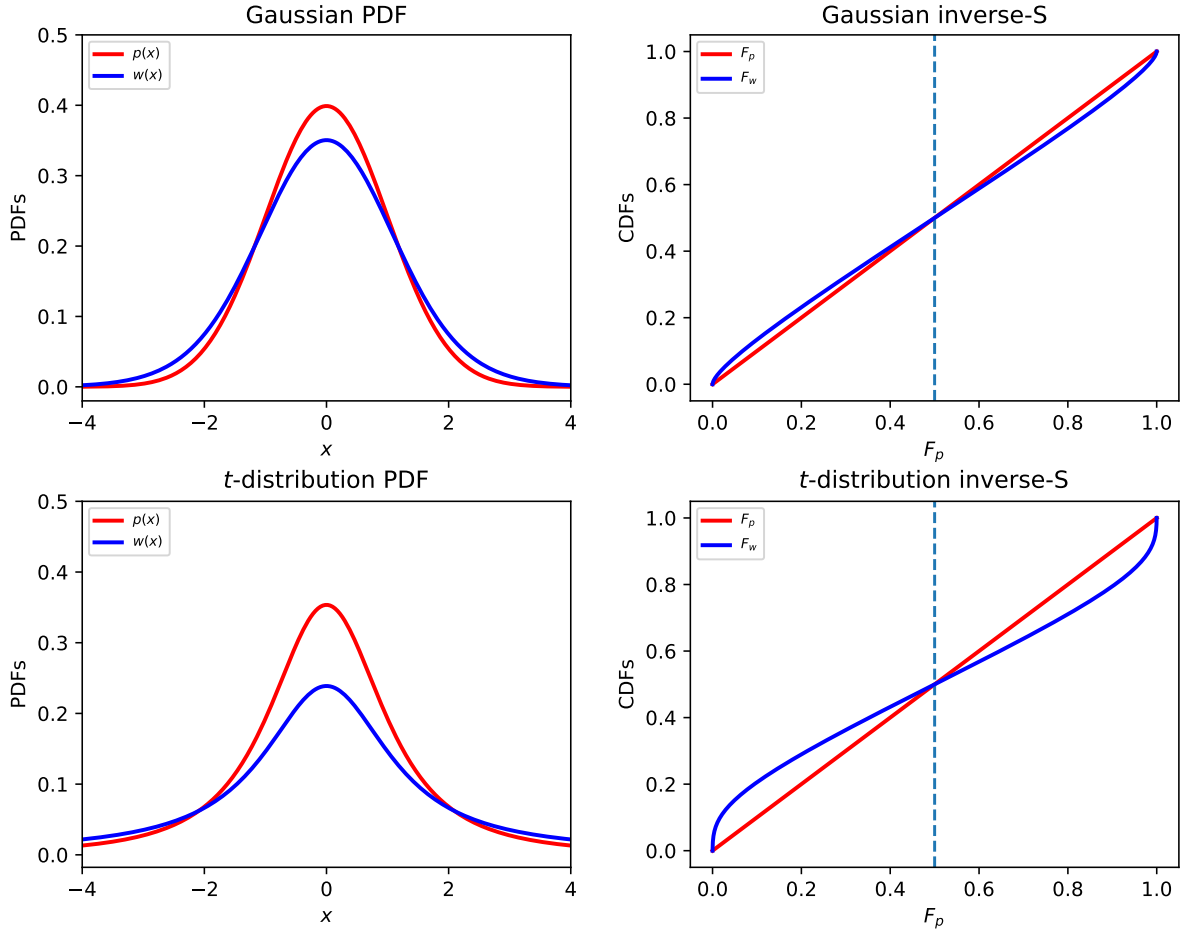 Gaussian PDF
0.5
0.4
0.3
0.2
0.1
0.0
PDFs
p(x)
w(x)
−4 −2 0 2 4
x
Gaussian inverse-S
1.0
0.8
0.6
0.4
0.2
0.0
CDFs
F_p
F_w
0.0 0.2 0.4 0.6 0.8 1.0
F_p
t-distribution PDF
0.5
0.4
0.3
0.2
0.1
0.0
PDFs
p(x)
w(x)
−4 −2 0 2 4
x
t-distribution inverse-S
1.0
0.8
0.6
0.4
0.2
0.0
CDFs
F_p
F_w
0.0 0.2 0.4 0.6 0.8 1.0
F_p